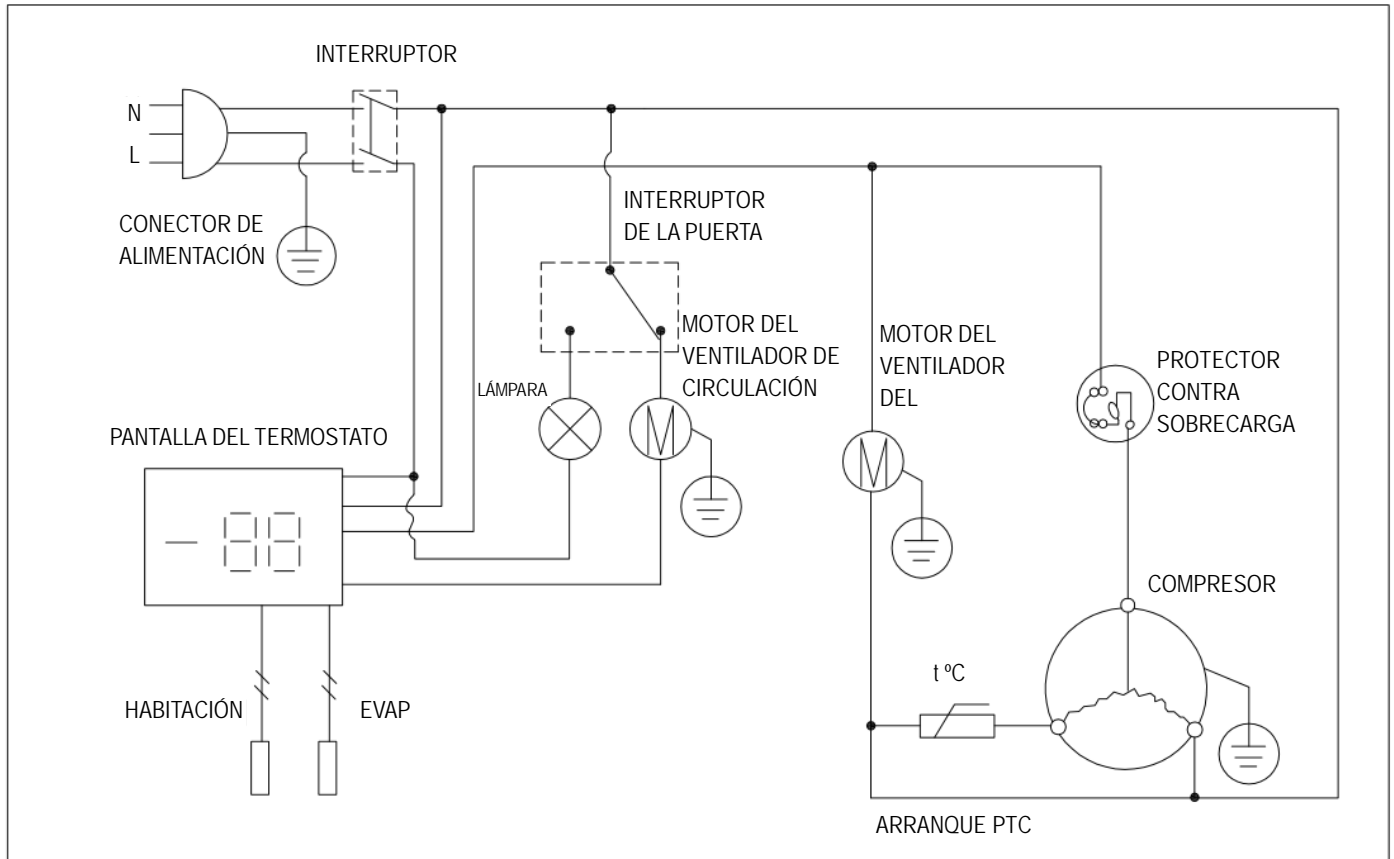 INTERRUPTOR
N
L
CONECTOR DE
ALIMENTACIÓN
INTERRUPTOR
DE LA PUERTA
MOTOR DEL
VENTILADOR DE
CIRCULACIÓN
LÁMPARA
MOTOR DEL
VENTILADOR
DEL
PROTECTOR
CONTRA
SOBRECARGA
PANTALLA DEL TERMOSTATO
COMPRESOR
HABITACIÓN
EVAP
t ºC
ARRANQUE PTC